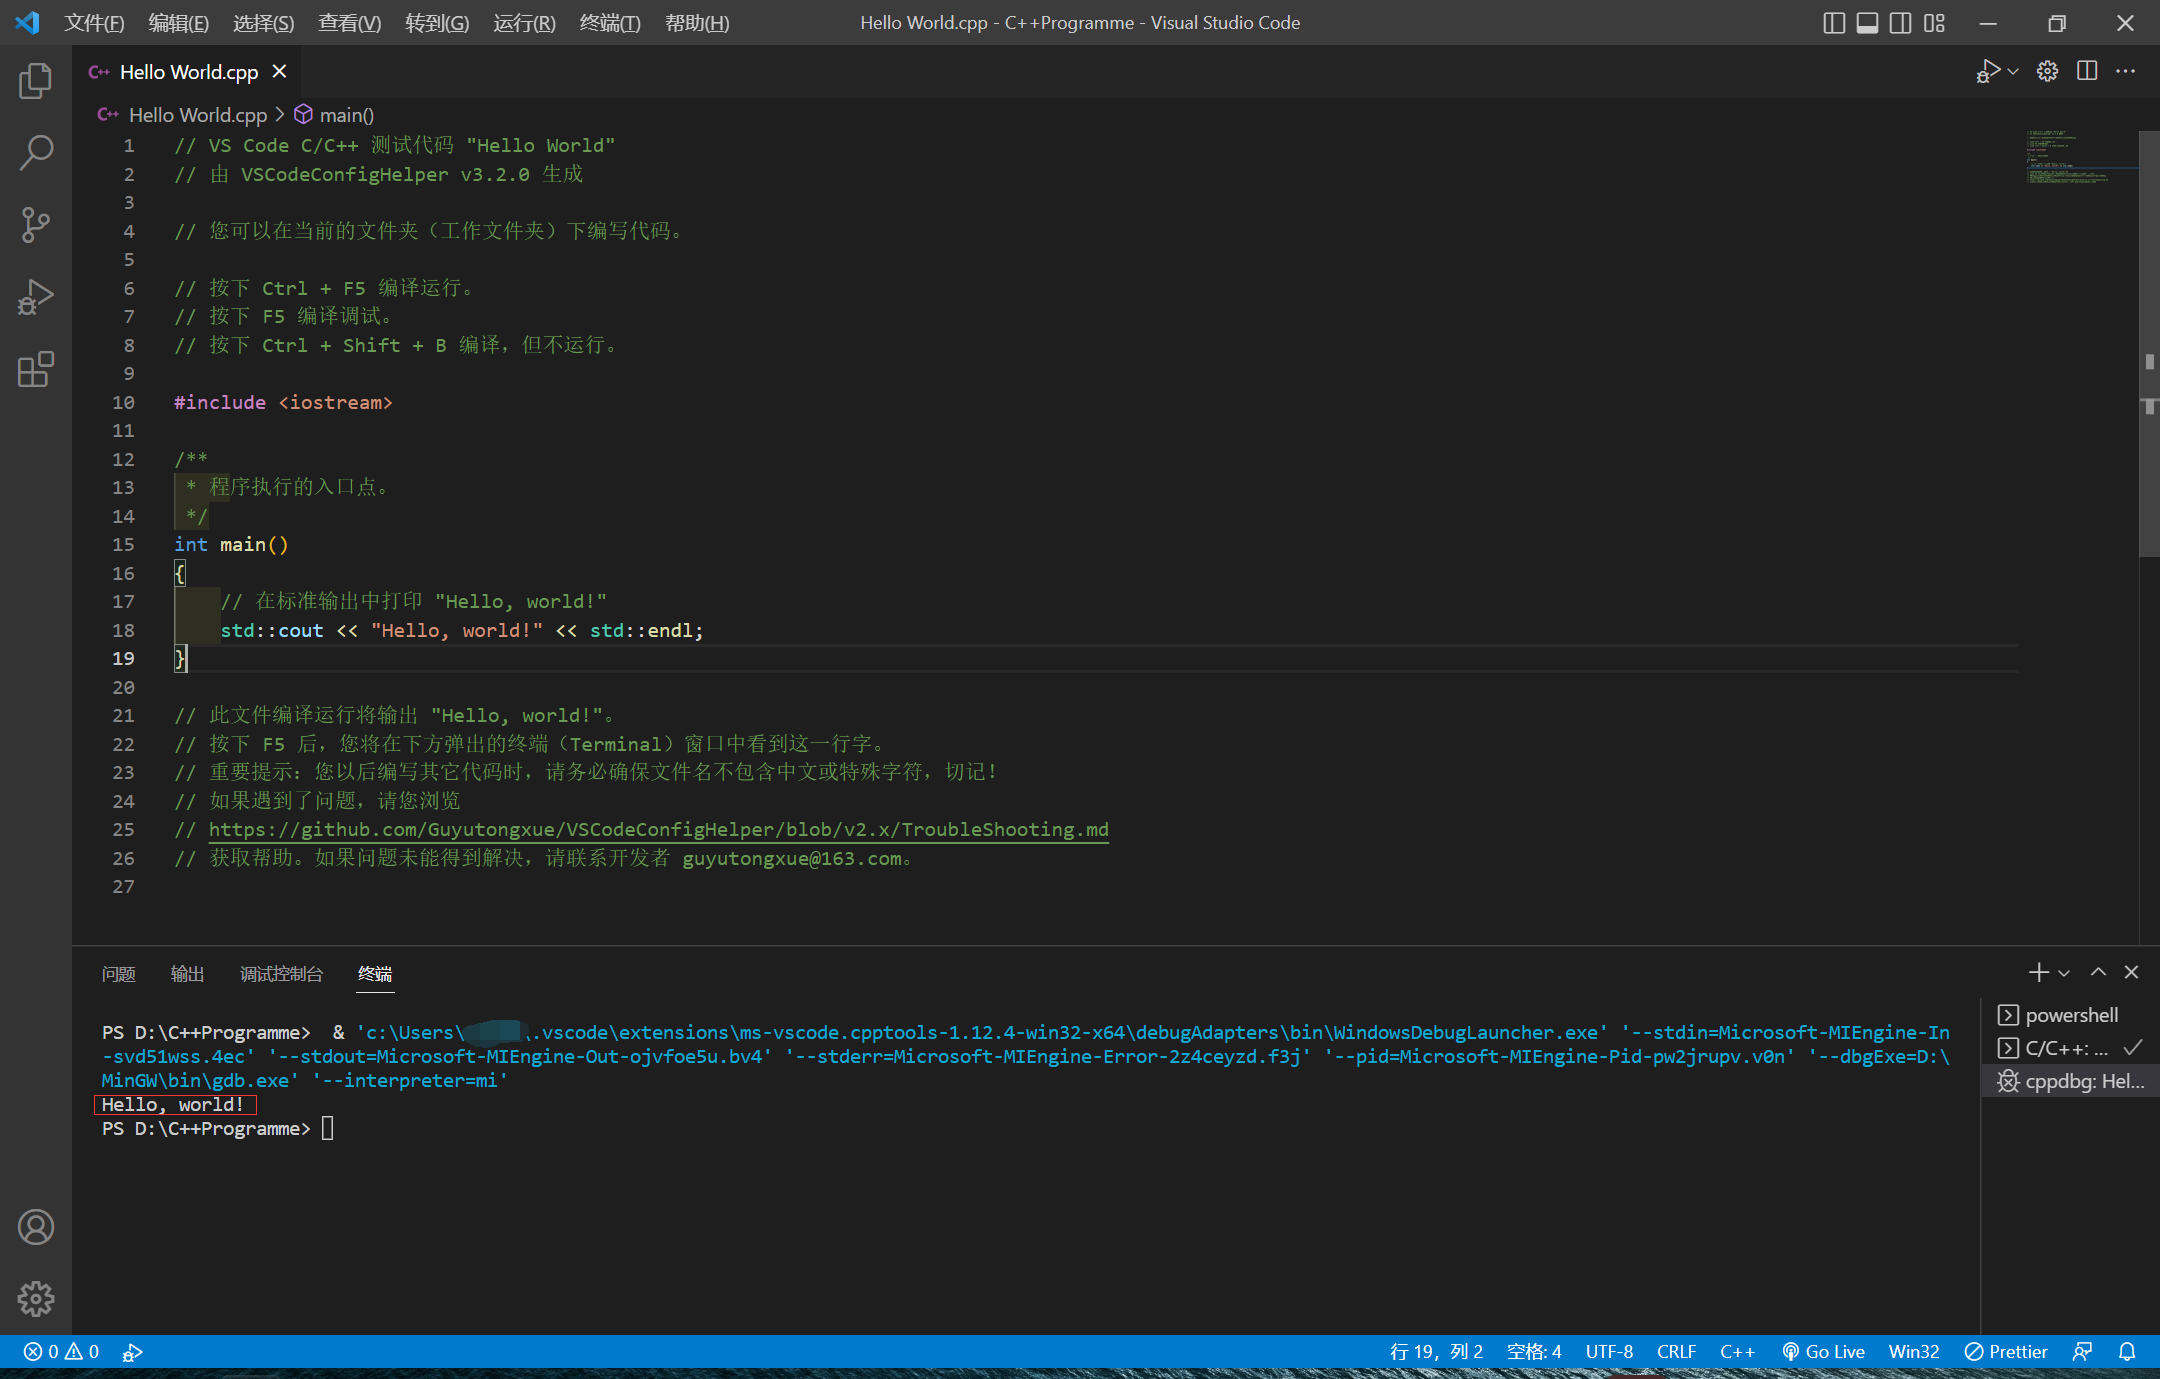 文件(F) 编辑(E) 选择(S) 查看(V) 转到(G) 运行(R) 终端(T) 帮助(H) Hello World.cpp - C++Programme - Visual Studio Code
C++ Hello World.cpp
C++ Hello World.cpp > main()
1 // VS Code C/C++ 测试代码 "Hello World"
2 // 由 VSCodeConfigHelper v3.2.0 生成
3
4 // 您可以在当前的文件夹（工作文件夹）下编写代码。
5
6 // 按下 Ctrl + F5 编译运行。
7 // 按下 F5 编译调试。
8 // 按下 Ctrl + Shift + B 编译，但不运行。
9
10 #include <iostream>
11
12 /**
13  * 程序执行的入口点。
14  */
15 int main()
16 {
17     // 在标准输出中打印 "Hello, world!"
18     std::cout << "Hello, world!" << std::endl;
19 }
20
21 // 此文件编译运行将输出 "Hello, world!"。
22 // 按下 F5 后，您将在下方弹出的终端（Terminal）窗口中看到这一行字。
23 // 重要提示：您以后编写其它代码时，请务必确保文件名不包含中文或特殊字符，切记！
24 // 如果遇到了问题，请您浏览
25 // https://github.com/Guyutongxue/VSCodeConfigHelper/blob/v2.x/TroubleShooting.md
26 // 获取帮助。如果问题未能得到解决，请联系开发者 guyutongxue@163.com。
27
问题 输出 调试控制台 终端
PS D:\C++Programme>  & 'c:\Users\ \.vscode\extensions\ms-vscode.cpptools-1.12.4-win32-x64\debugAdapters\bin\WindowsDebugLauncher.exe' '--stdin=Microsoft-MIEngine-In
-svd51wss.4ec' '--stdout=Microsoft-MIEngine-Out-ojvfoe5u.bv4' '--stderr=Microsoft-MIEngine-Error-2z4ceyzd.f3j' '--pid=Microsoft-MIEngine-Pid-pw2jrupv.v0n' '--dbgExe=D:\
MinGW\bin\gdb.exe' '--interpreter=mi'
Hello, world!
PS D:\C++Programme>
powershell
C/C++: ...
cppdbg: Hel...
0 0 行 19，列 2 空格: 4 UTF-8 CRLF C++ Go Live Win32 Prettier